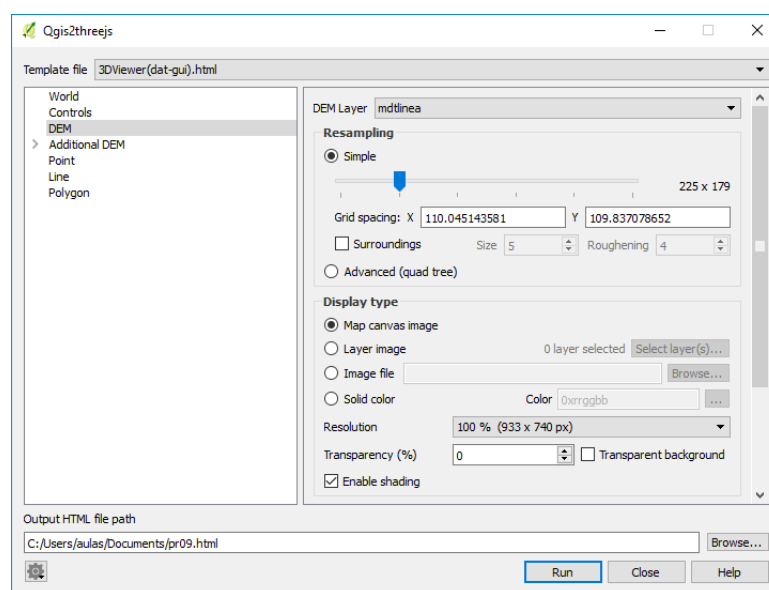 Qgis2threejs
Template file 3DViewer(dat-gui).html
World
Controls
DEM
Additional DEM
Point
Line
Polygon
DEM Layer mdtlinea
Resampling
Simple
225 x 179
Grid spacing: X 110.045143581 Y 109.837078652
Surroundings Size 5 Roughening 4
Advanced (quad tree)
Display type
Map canvas image
Layer image 0 layer selected Select layer(s)...
Image file Browse...
Solid color Color 0xrrggbb ...
Resolution 100 % (933 x 740 px)
Transparency (%) 0 Transparent background
Enable shading
Output HTML file path
C:/Users/aulas/Documents/pr09.html Browse...
Run Close Help